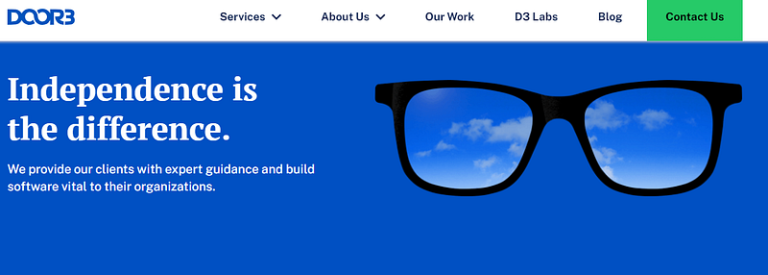 DOOR3
Services
About Us
Our Work
D3 Labs
Blog
Contact Us
Independence is
the difference.
We provide our clients with expert guidance and build
software vital to their organizations.